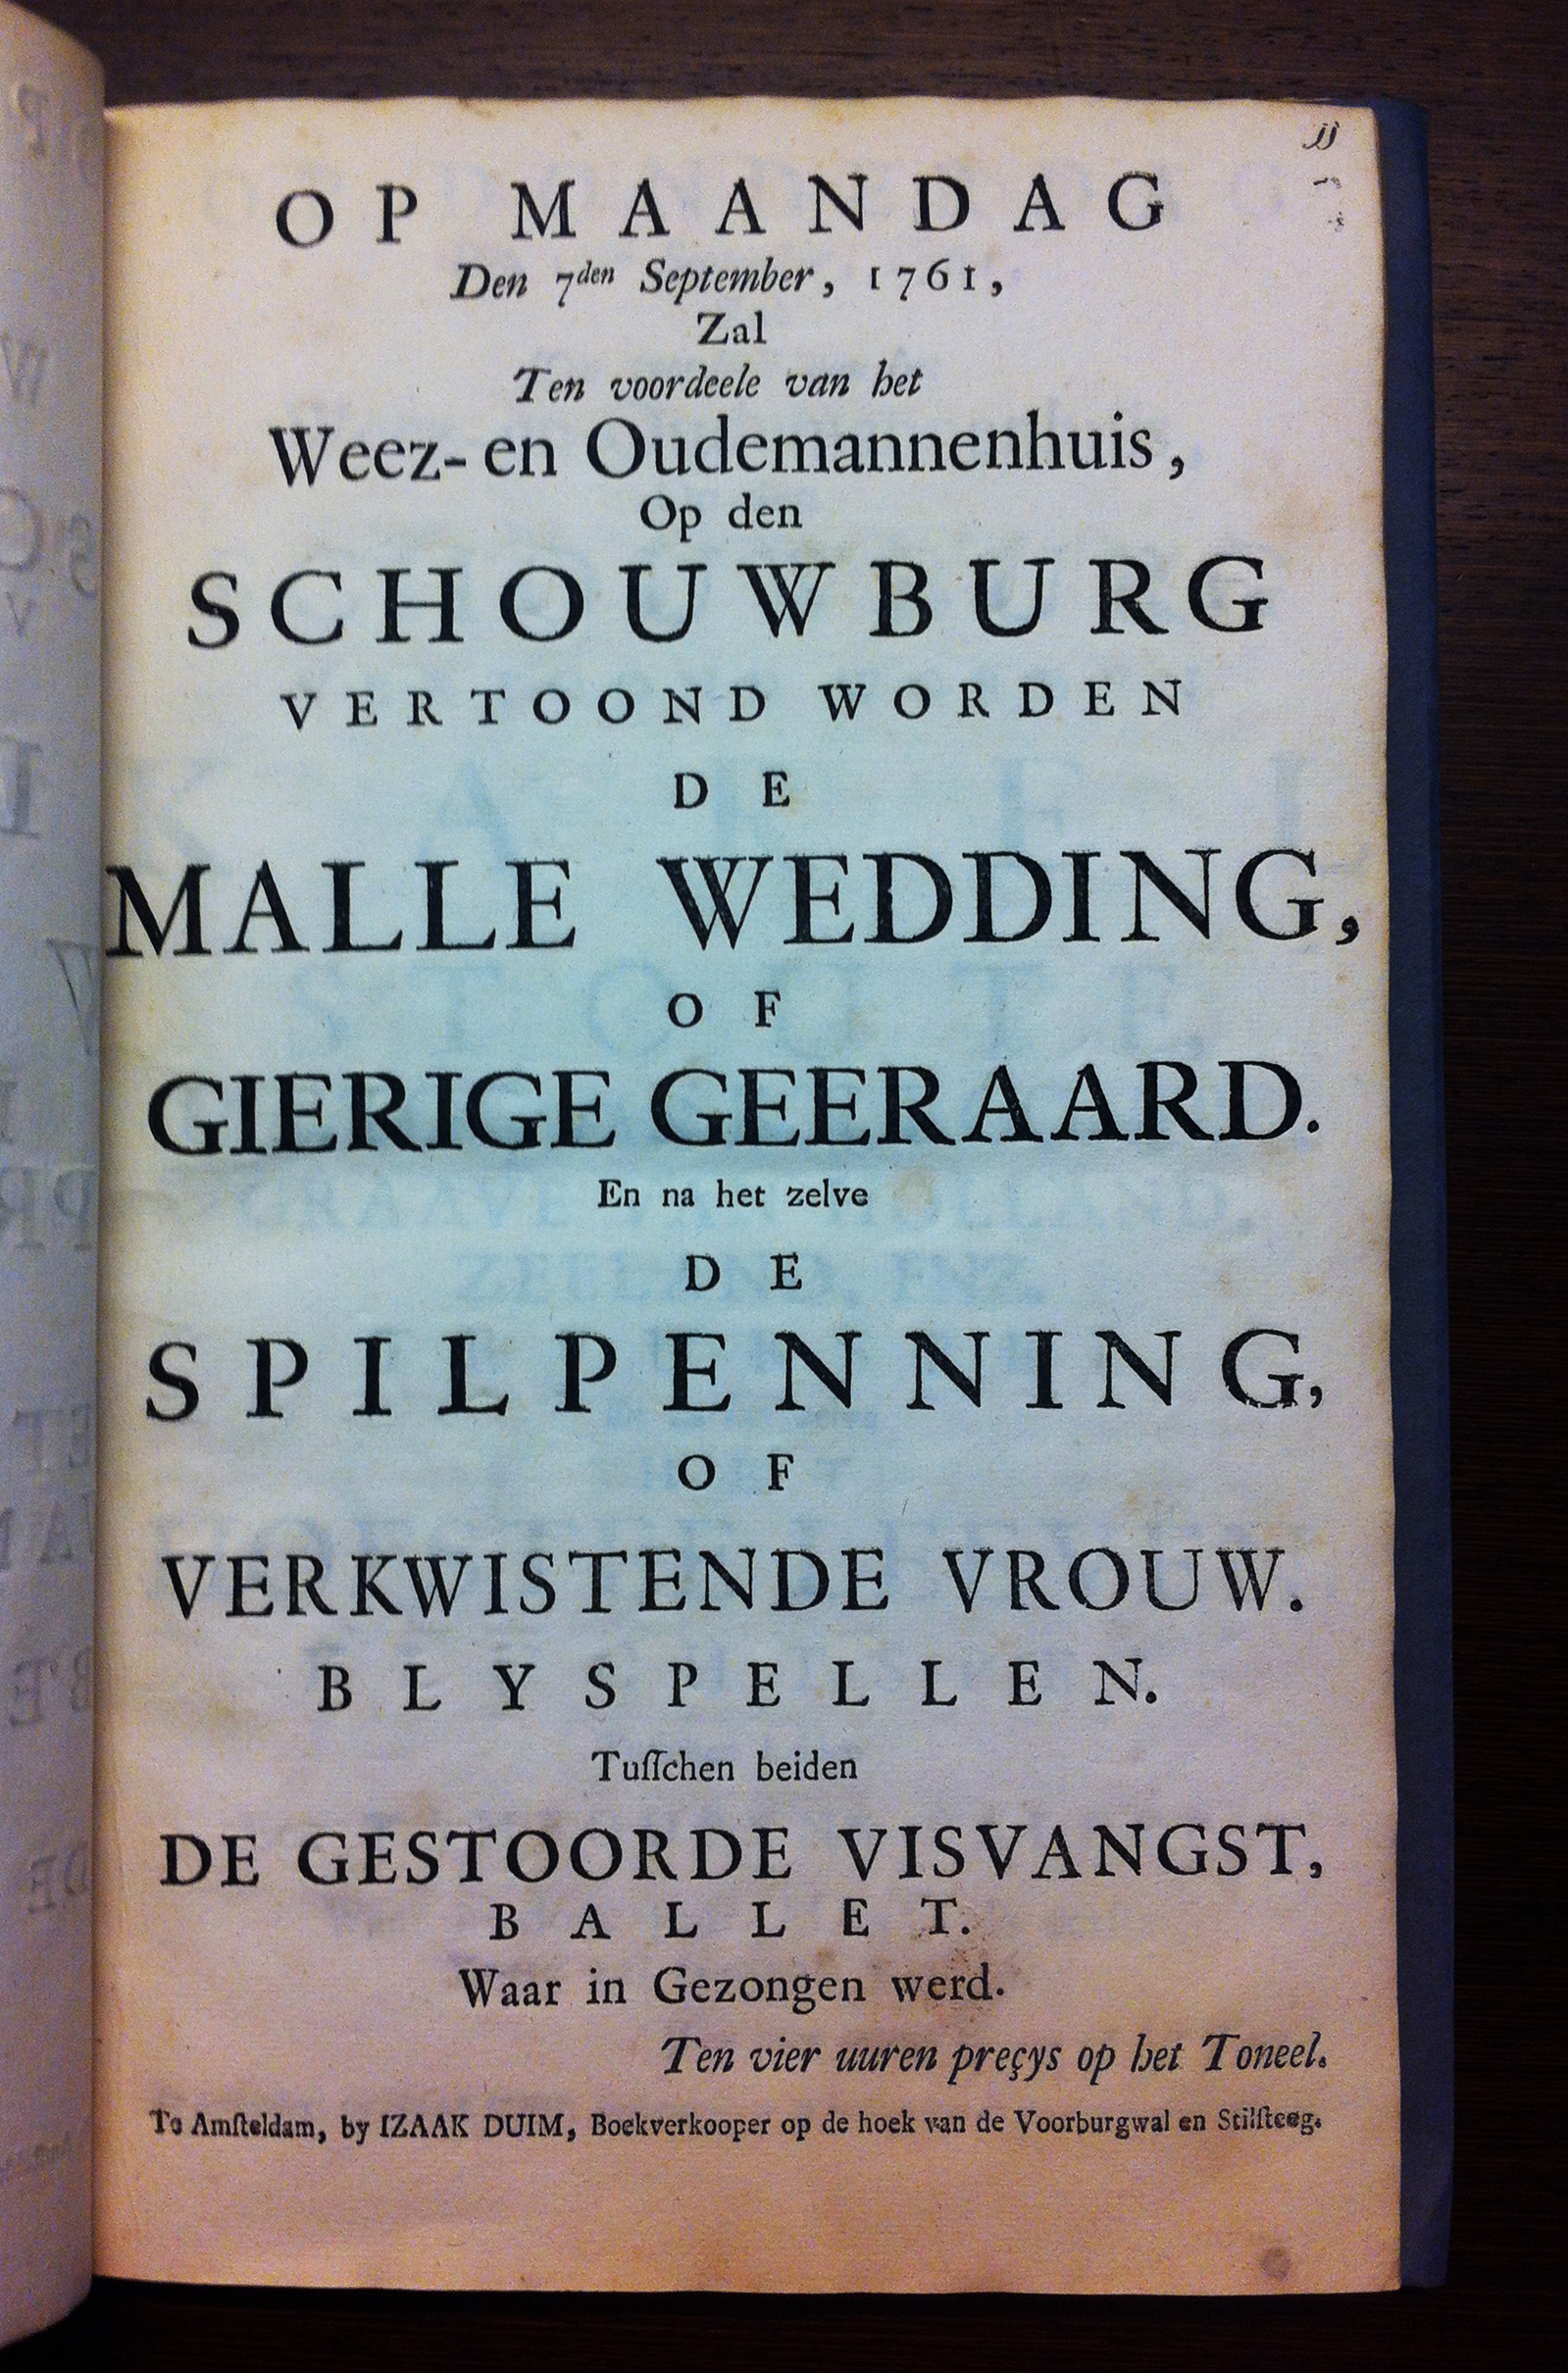 OP MAANDAG
Den 7den September, 1761,
Zal
Ten voordeele van het
Weez- en Oudemannenhuis,
Op den
SCHOUWBURG
VERTOOND WORDEN
DE
MALLE WEDDING,
OF
GIERIGE GEERAARD.
En na het zelve
DE
SPILPENNING,
OF
VERKWISTENDE VROUW.
BLYSPELLEN.
Tuſſchen beiden
DE GESTOORDE VISVANGST,
BALLET.
Waar in Gezongen werd.
Ten vier uuren preçys op het Toneel.
Te Amſteldam, by IZAAK DUIM, Boekverkooper op de hoek van de Voorburgwal en Stilſteeg.